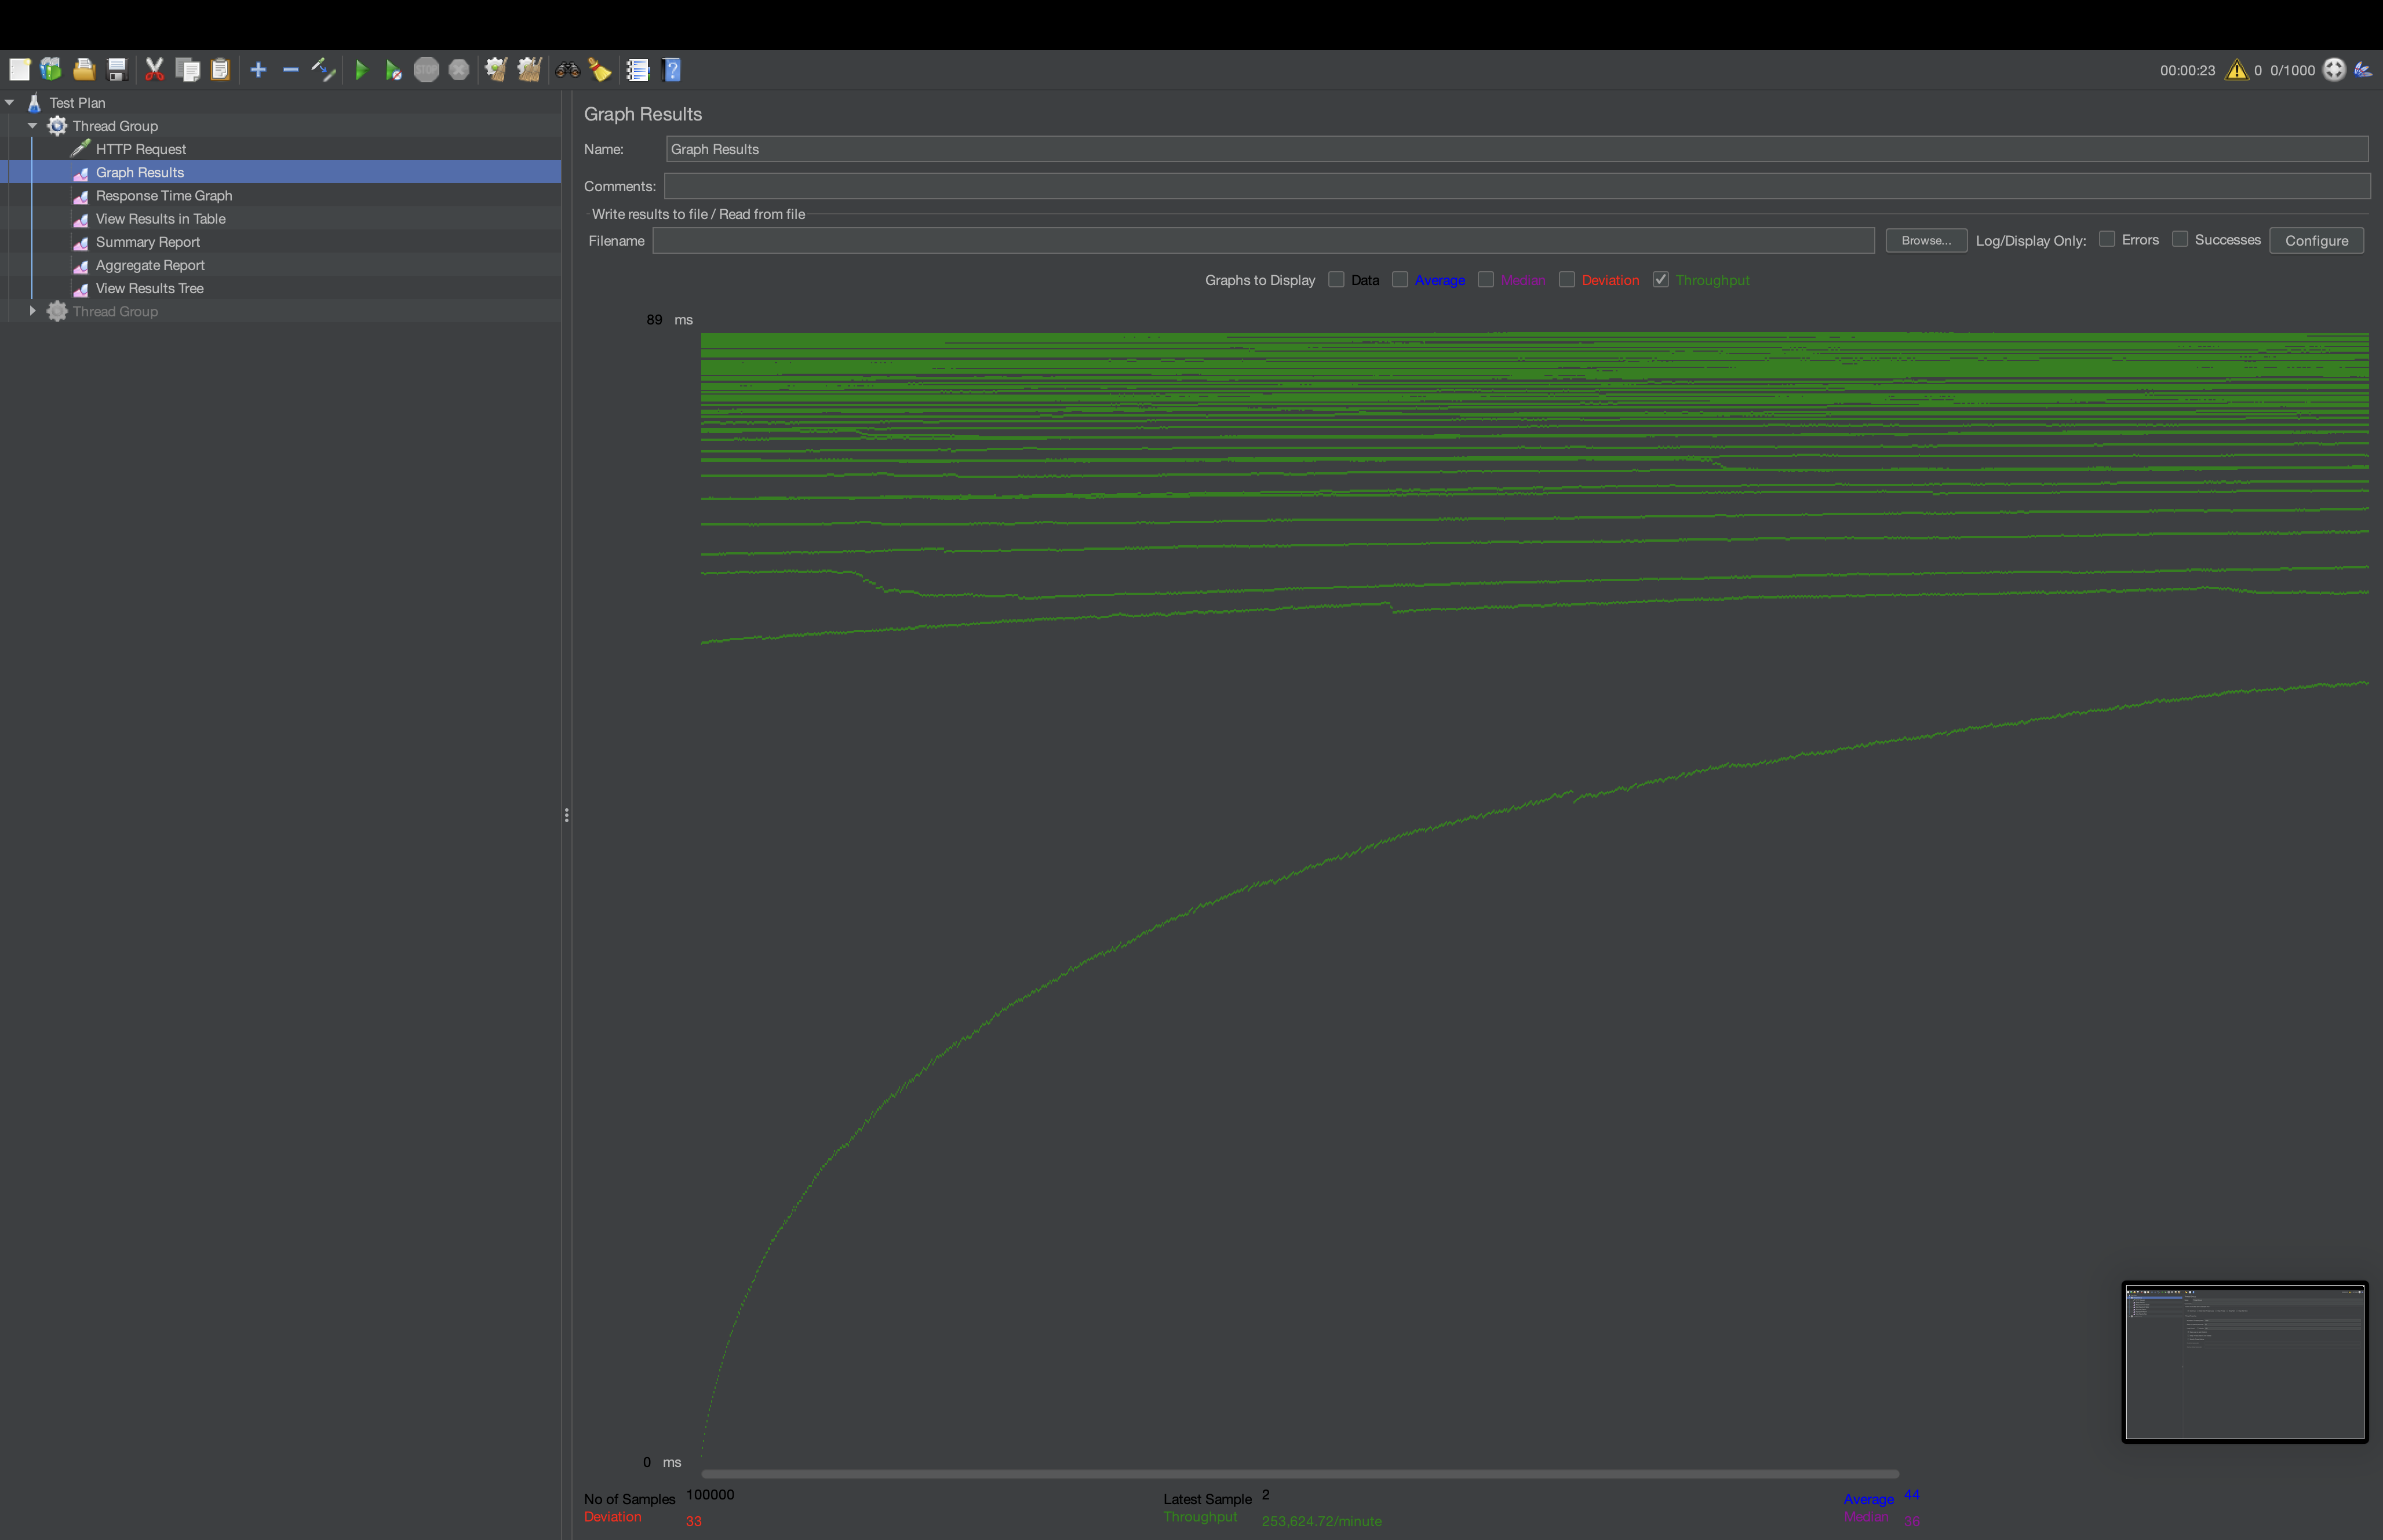 STOP
00:00:23 0 0/1000
Test Plan
Thread Group
HTTP Request
Graph Results
Response Time Graph
View Results in Table
Summary Report
Aggregate Report
View Results Tree
Thread Group
Graph Results
Name: Graph Results
Comments:
Write results to file / Read from file
Filename Browse... Log/Display Only: Errors Successes Configure
Graphs to Display Data Average Median Deviation Throughput
89 ms
0 ms
No of Samples 100000 Latest Sample 2 Average 44
Deviation 33 Throughput 253,624.72/minute Median 36